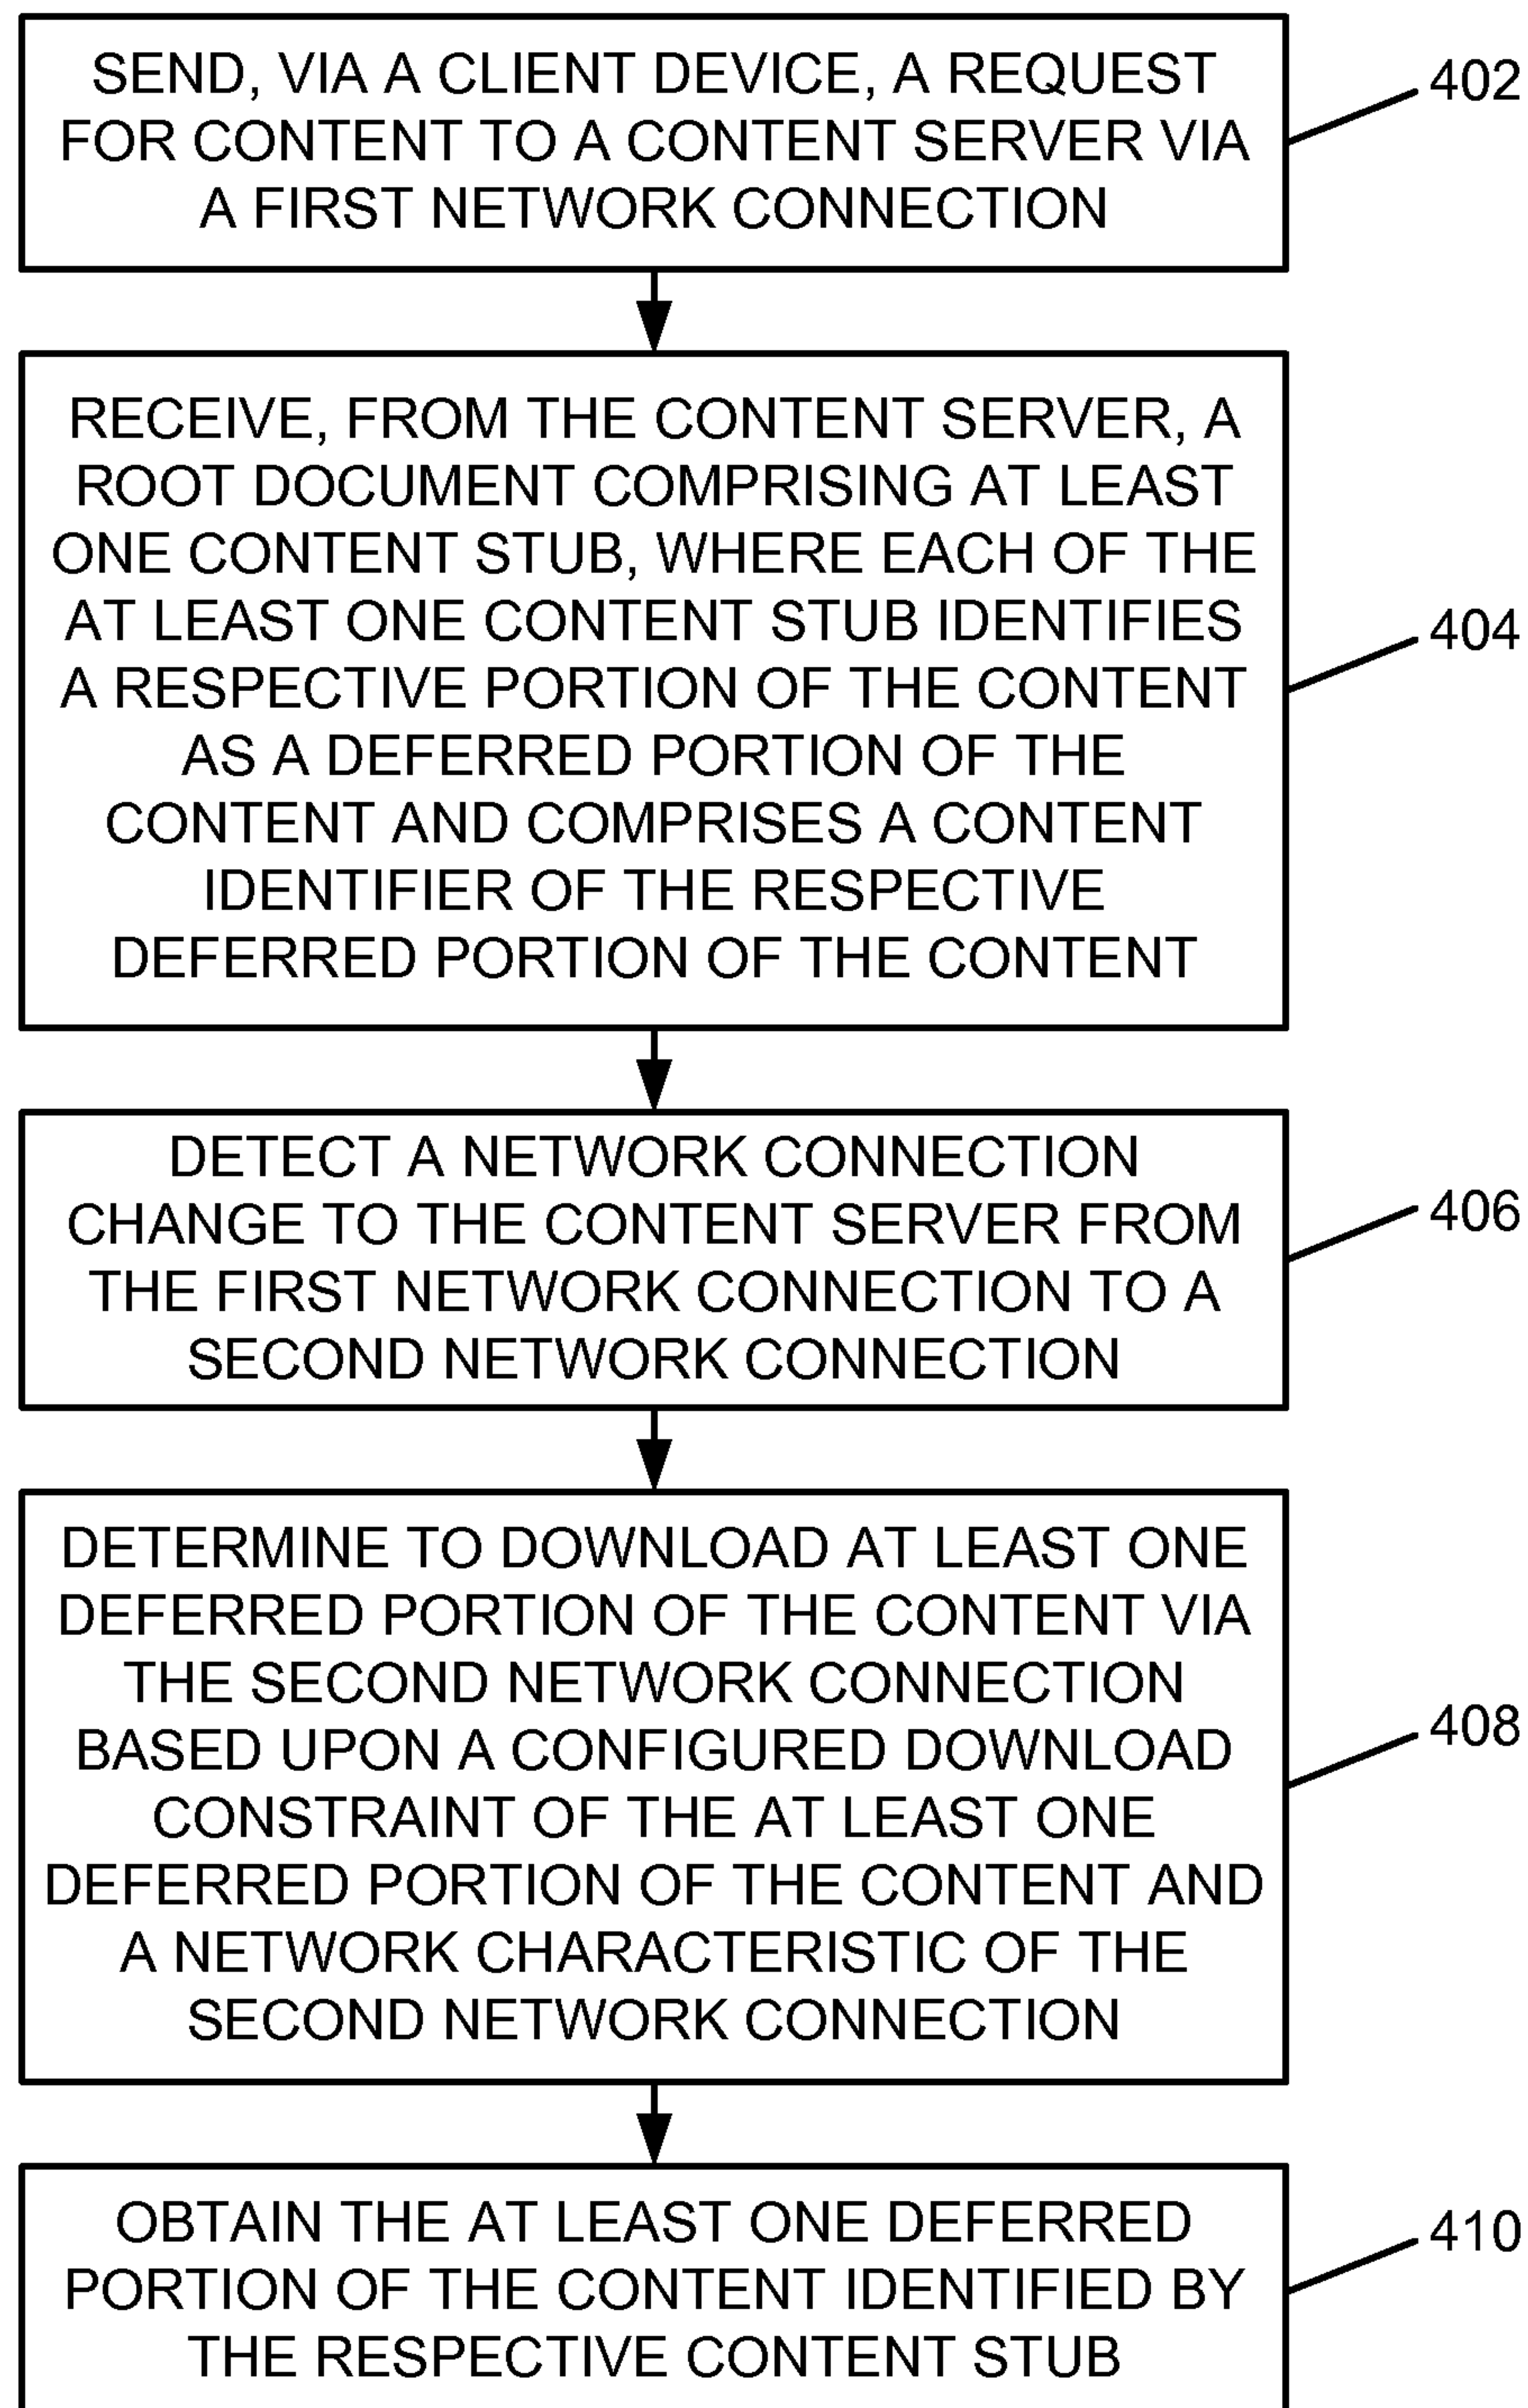 SEND, VIA A CLIENT DEVICE, A REQUEST
FOR CONTENT TO A CONTENT SERVER VIA
A FIRST NETWORK CONNECTION
402
RECEIVE, FROM THE CONTENT SERVER, A
ROOT DOCUMENT COMPRISING AT LEAST
ONE CONTENT STUB, WHERE EACH OF THE
AT LEAST ONE CONTENT STUB IDENTIFIES
A RESPECTIVE PORTION OF THE CONTENT
AS A DEFERRED PORTION OF THE
CONTENT AND COMPRISES A CONTENT
IDENTIFIER OF THE RESPECTIVE
DEFERRED PORTION OF THE CONTENT
404
DETECT A NETWORK CONNECTION
CHANGE TO THE CONTENT SERVER FROM
THE FIRST NETWORK CONNECTION TO A
SECOND NETWORK CONNECTION
406
DETERMINE TO DOWNLOAD AT LEAST ONE
DEFERRED PORTION OF THE CONTENT VIA
THE SECOND NETWORK CONNECTION
BASED UPON A CONFIGURED DOWNLOAD
CONSTRAINT OF THE AT LEAST ONE
DEFERRED PORTION OF THE CONTENT AND
A NETWORK CHARACTERISTIC OF THE
SECOND NETWORK CONNECTION
408
OBTAIN THE AT LEAST ONE DEFERRED
PORTION OF THE CONTENT IDENTIFIED BY
THE RESPECTIVE CONTENT STUB
410